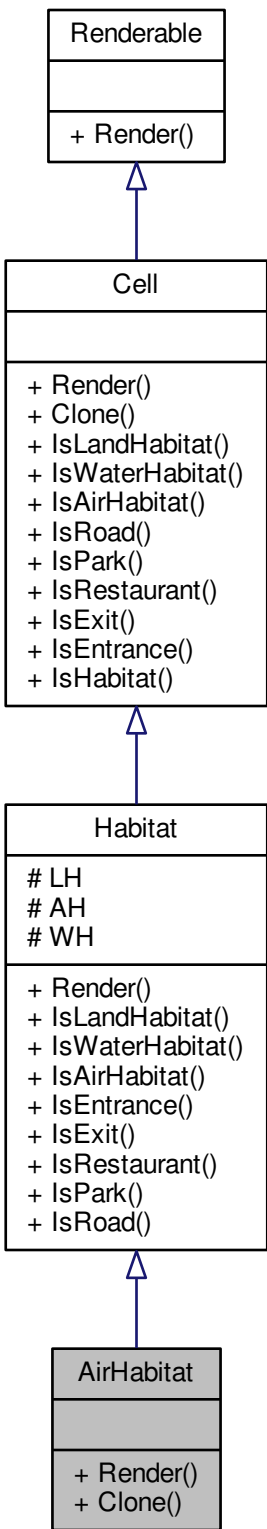 Renderable
+ Render()
Cell
+ Render()
+ Clone()
+ IsLandHabitat()
+ IsWaterHabitat()
+ IsAirHabitat()
+ IsRoad()
+ IsPark()
+ IsRestaurant()
+ IsExit()
+ IsEntrance()
+ IsHabitat()
Habitat
# LH
# AH
# WH
+ Render()
+ IsLandHabitat()
+ IsWaterHabitat()
+ IsAirHabitat()
+ IsEntrance()
+ IsExit()
+ IsRestaurant()
+ IsPark()
+ IsRoad()
AirHabitat
+ Render()
+ Clone()